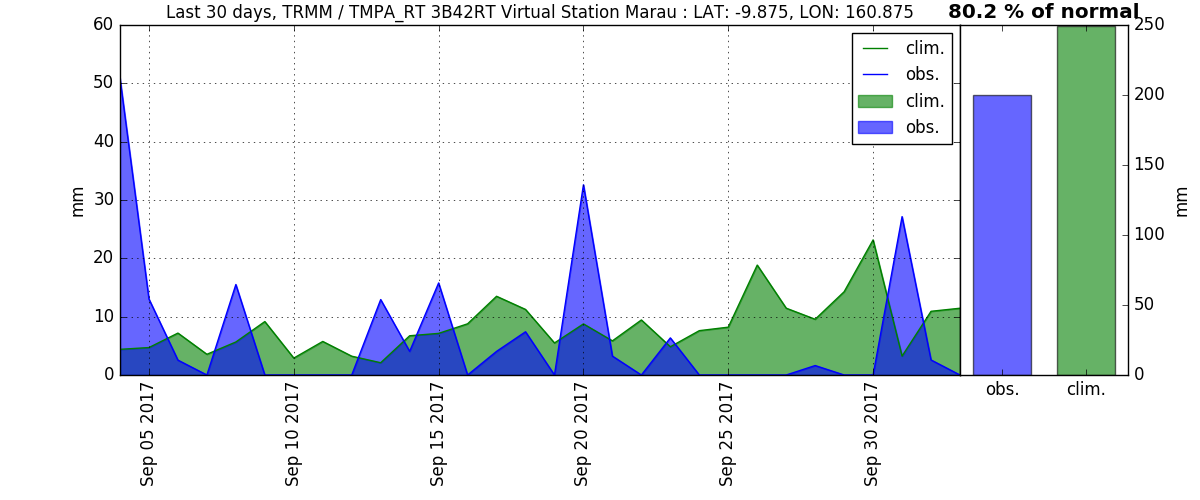 Last 30 days, TRMM / TMPA_RT 3B42RT Virtual Station Marau : LAT: -9.875, LON: 160.875
80.2 % of normal
60
50
40
30
20
10
0
mm
clim.
obs.
clim.
obs.
250
200
150
100
50
0
mm
obs.
clim.
Sep 05 2017
Sep 10 2017
Sep 15 2017
Sep 20 2017
Sep 25 2017
Sep 30 2017